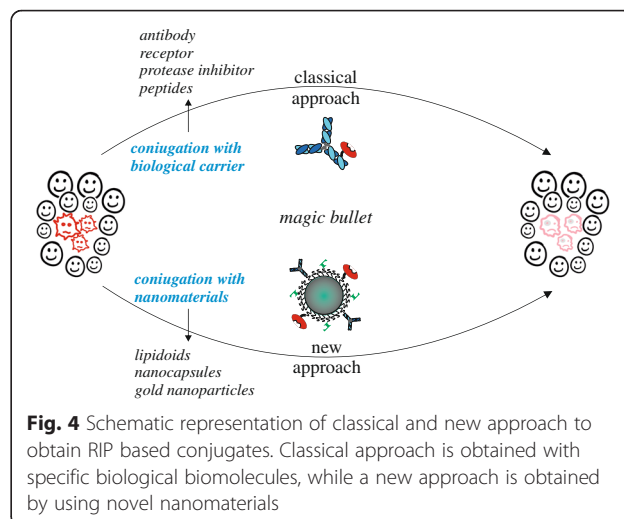 antibody
receptor
protease inhibitor
peptides
classical
approach
coniugation with
biological carrier
magic bullet
coniugation with
nanomaterials
lipidoids
nanocapsules
gold nanoparticles
new
approach
Fig. 4 Schematic representation of classical and new approach to
obtain RIP based conjugates. Classical approach is obtained with
specific biological biomolecules, while a new approach is obtained
by using novel nanomaterials